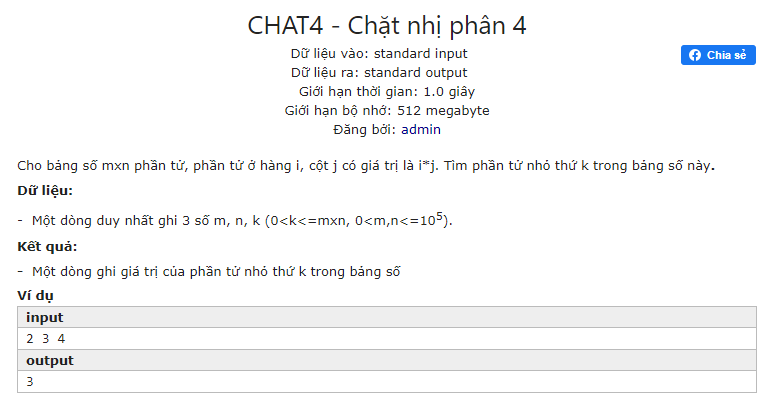 CHAT4 - Chặt nhị phân 4
Dữ liệu vào: standard input
Chia sẻ
Dữ liệu ra: standard output
Giới hạn thời gian: 1.0 giây
Giới hạn bộ nhớ: 512 megabyte
Đăng bởi: admin
Cho bảng số mxn phần tử, phần tử ở hàng i, cột j có giá trị là i*j. Tìm phần tử nhỏ thứ k trong bảng số này.
Dữ liệu:
- Một dòng duy nhất ghi 3 số m, n, k (0<k<=mxn, 0<m,n<=10⁵).
Kết quả:
- Một dòng ghi giá trị của phần tử nhỏ thứ k trong bảng số
Ví dụ
input
2 3 4
output
3